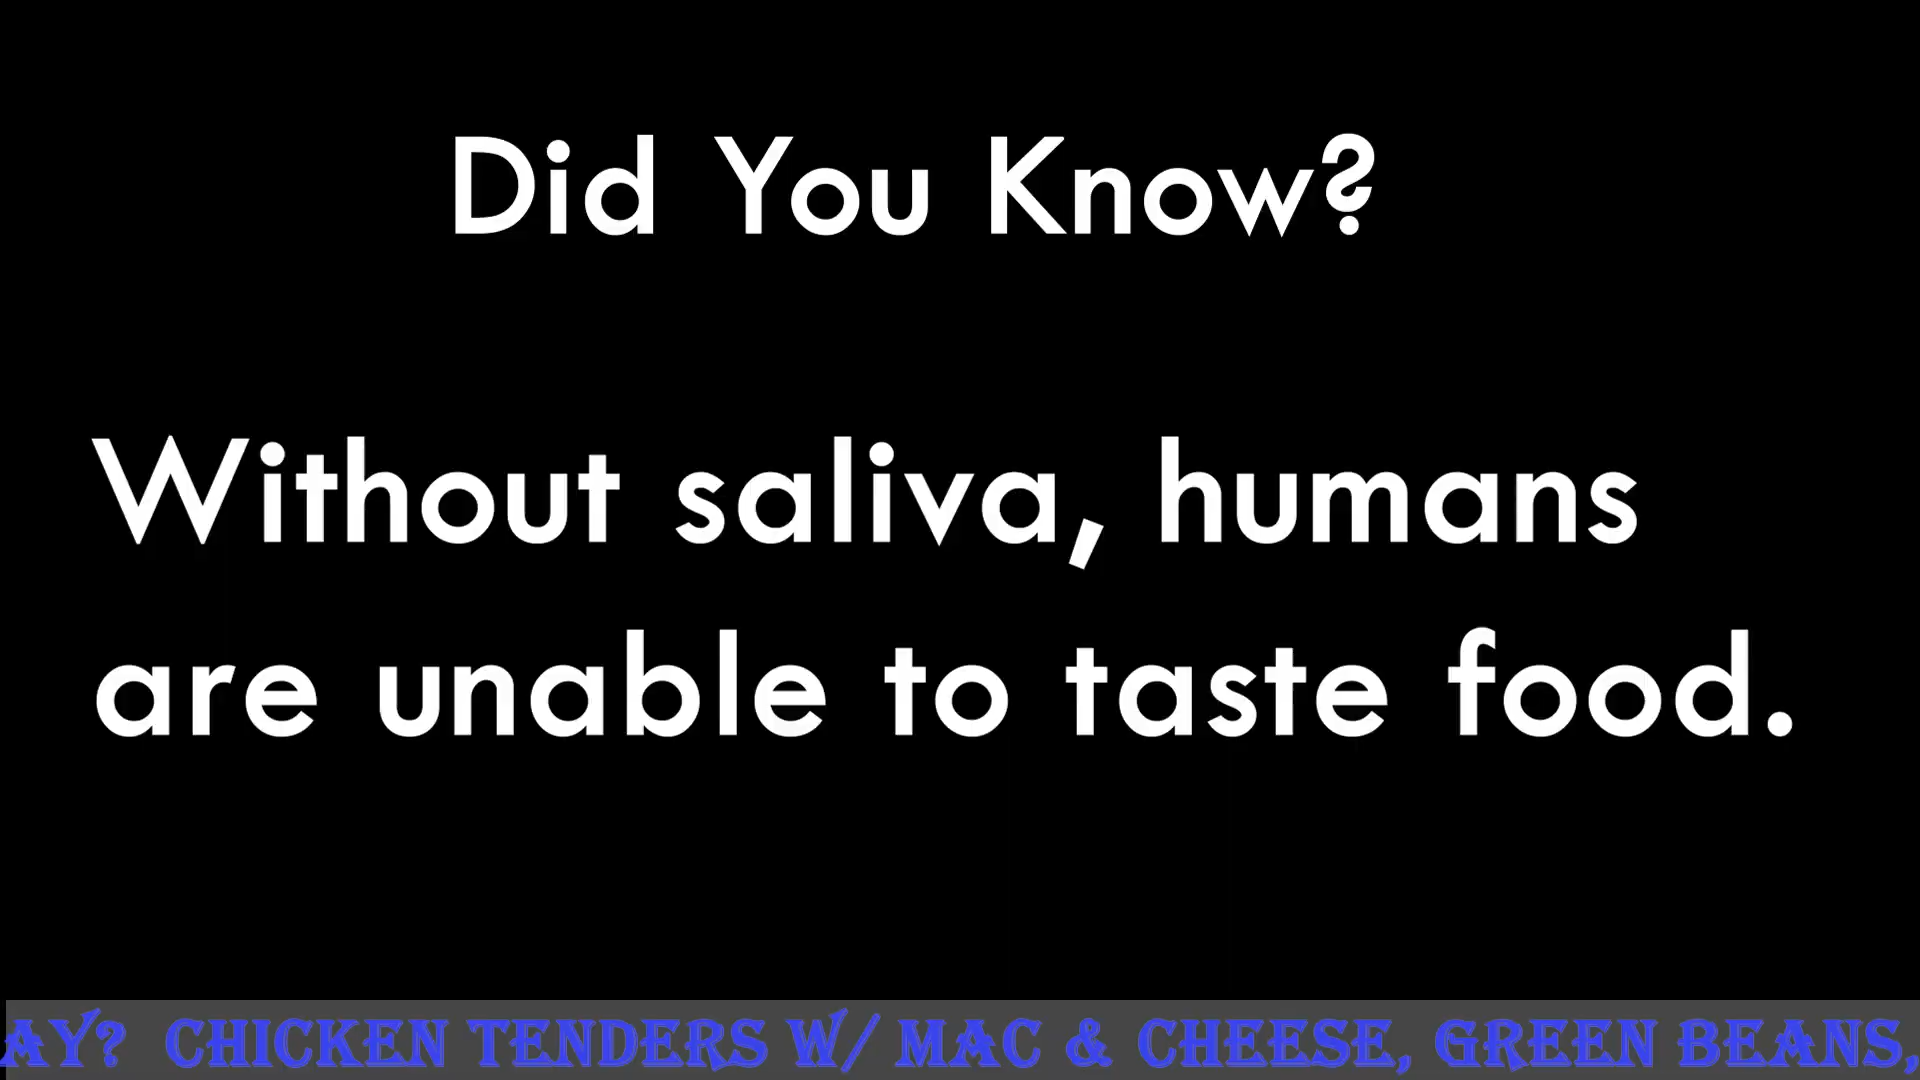 Did You Know?
Without saliva, humans
are unable to taste food.
AY? CHICKEN TENDERS W/ MAC & CHEESE, GREEN BEANS,